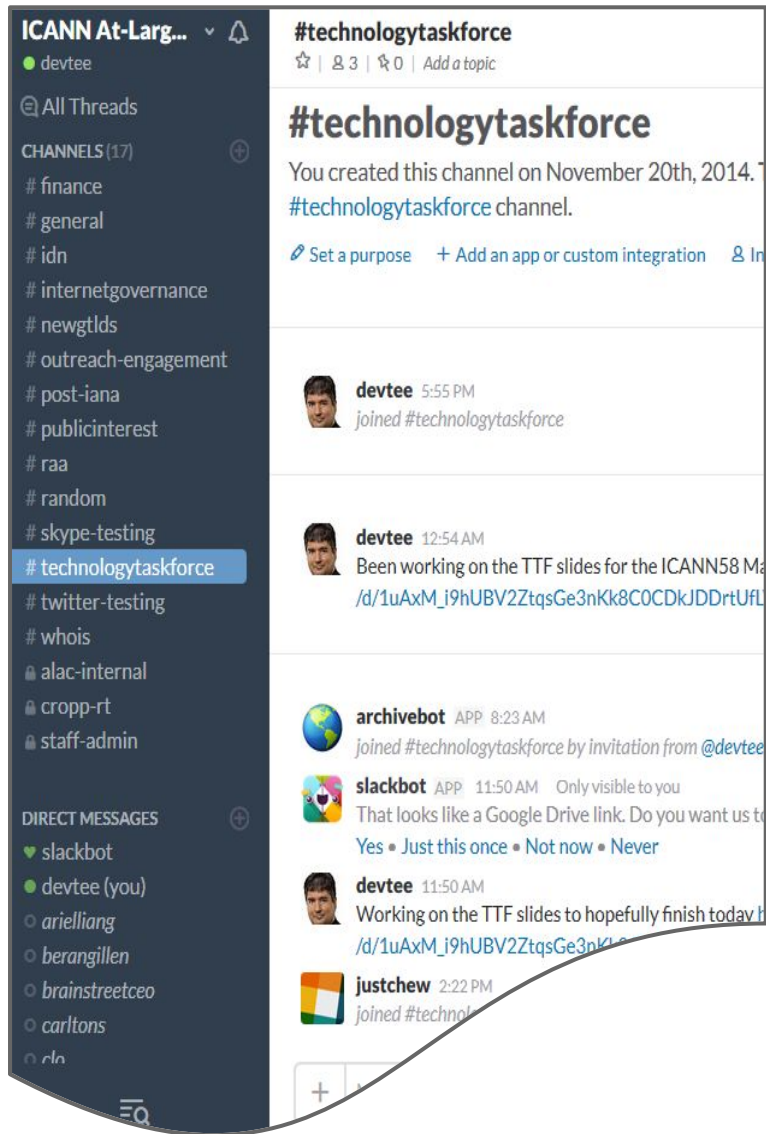 ICANN At-Larg...
devtee
All Threads
CHANNELS (17)
# finance
# general
# idn
# internetgovernance
# newgtlds
# outreach-engagement
# post-iana
# publicinterest
# raa
# random
# skype-testing
# technologytaskforce
# twitter-testing
# whois
alac-internal
cropp-rt
staff-admin
DIRECT MESSAGES
slackbot
devtee (you)
arielliang
berangillen
brainstreetceo
carltons
clo
#technologytaskforce
| 3 | 0 | Add a topic
#technologytaskforce
You created this channel on November 20th, 2014.
#technologytaskforce channel.
Set a purpose + Add an app or custom integration
devtee 5:55 PM
joined #technologytaskforce
devtee 12:54 AM
Been working on the TTF slides for the ICANN58
/d/1uAxM_i9hUBV2ZtqsGe3nKk8C0CDkJDDrtUfL
archivebot APP 8:23 AM
joined #technologytaskforce by invitation from @devtee
slackbot APP 11:50 AM Only visible to you
That looks like a Google Drive link. Do you want us
Yes • Just this once • Not now • Never
devtee 11:50 AM
Working on the TTF slides to hopefully finish today
/d/1uAxM_i9hUBV2ZtqsGe3n
justchew 2:22 PM
joined
+